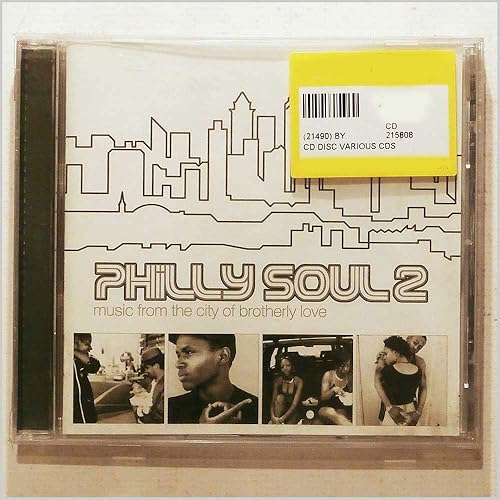 (21490) BY CD 215808
CD DISC VARIOUS CDS
PHiLLY SOUL 2
music from the city of brotherly love